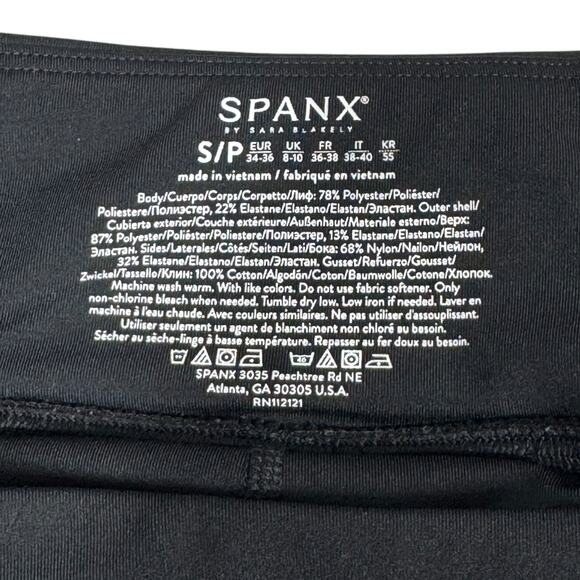 SPANX®
BY SARA BLAKELY
S/P EUR 34-36 UK 8-10 FR 36-38 IT 38-40 KR 55
made in vietnam / fabriqué en vietnam
Body/Cuerpo/Corps/Corpetto/Лиф: 78% Polyester/Poliéster/
Poliestere/Полиэстер, 22% Elastane/Elastano/Elastan/Эластан. Outer shell/
Cubierta exterior/Couche extérieure/Außenhaut/Materiale esterno/Верх:
87% Polyester/Poliéster/Poliestere/Полиэстер, 13% Elastane/Elastano/Elastan/
Эластан. Sides/Laterales/Côtés/Seiten/Lati/Бока: 68% Nylon/Nailon/Нейлон,
32% Elastane/Elastano/Elastan/Эластан. Gusset/Refuerzo/Gousset/
Zwickel/Tassello/Клин: 100% Cotton/Algodón/Coton/Baumwolle/Cotone/Хлопок.
Machine wash warm. With like colors. Do not use fabric softener. Only
non-chlorine bleach when needed. Tumble dry low. Low iron if needed. Laver en
machine à l'eau chaude. Avec couleurs similaires. Ne pas utiliser d'assouplissant.
Utiliser seulement un agent de blanchiment non chloré au besoin.
Sécher au sèche-linge à basse température. Repasser au fer doux au besoin.
40
SPANX 3035 Peachtree Rd NE
Atlanta, GA 30305 U.S.A.
RN112121